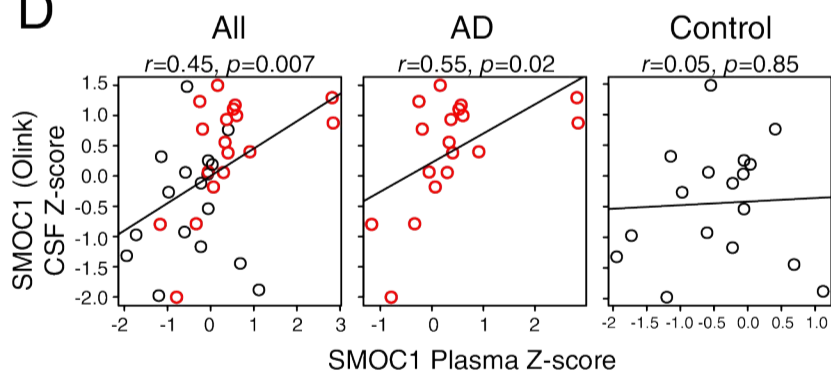 D
All AD Control
r=0.45, p=0.007 r=0.55, p=0.02 r=0.05, p=0.85
SMOC1 (Olink)
CSF Z-score
1.5
1.0
0.5
0.0
-0.5
-1.0
-1.5
-2.0
-2 -1 0 1 2 3 -1 0 1 2 -2 -1.5 -1.0 -0.5 0.0 0.5 1.0
SMOC1 Plasma Z-score